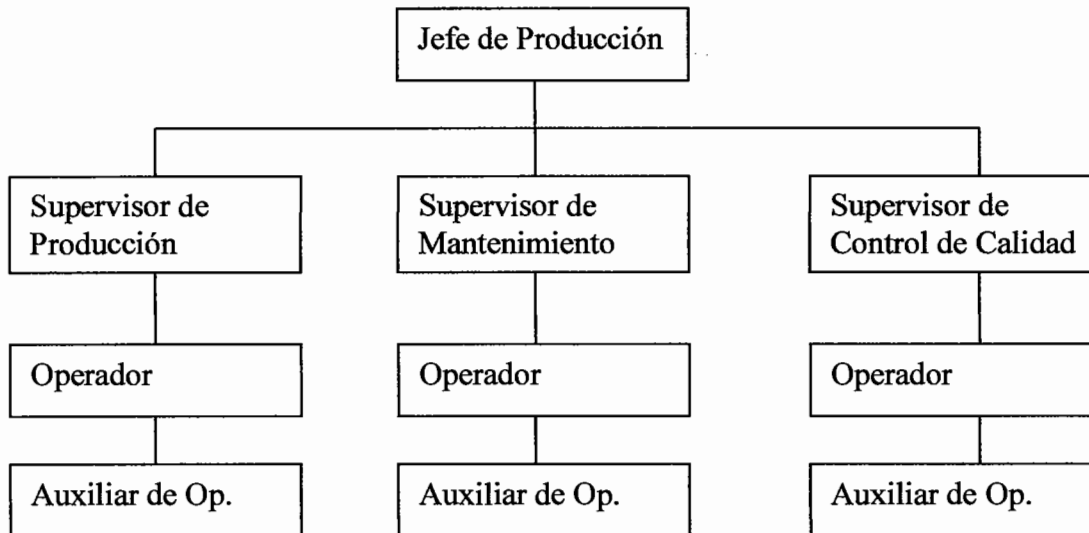 Jefe de Producción
Supervisor de
Producción
Supervisor de
Mantenimiento
Supervisor de
Control de Calidad
Operador
Operador
Operador
Auxiliar de Op.
Auxiliar de Op.
Auxiliar de Op.